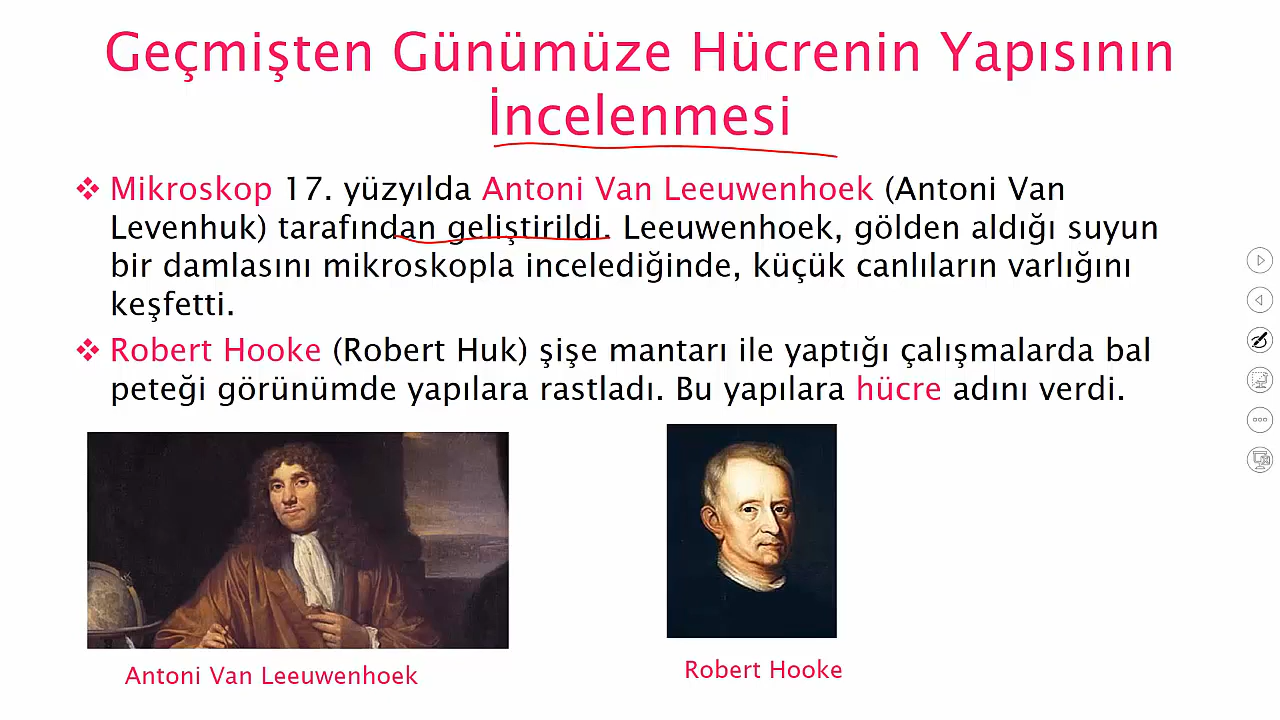 Geçmişten Günümüze Hücrenin Yapısının
İncelenmesi
❖ Mikroskop 17. yüzyılda Antoni Van Leeuwenhoek (Antoni Van
Levenhuk) tarafından geliştirildi. Leeuwenhoek, gölden aldığı suyun
bir damlasını mikroskopla incelediğinde, küçük canlıların varlığını
keşfetti.
❖ Robert Hooke (Robert Huk) şişe mantarı ile yaptığı çalışmalarda bal
peteği görünümde yapılara rastladı. Bu yapılara hücre adını verdi.
Antoni Van Leeuwenhoek
Robert Hooke